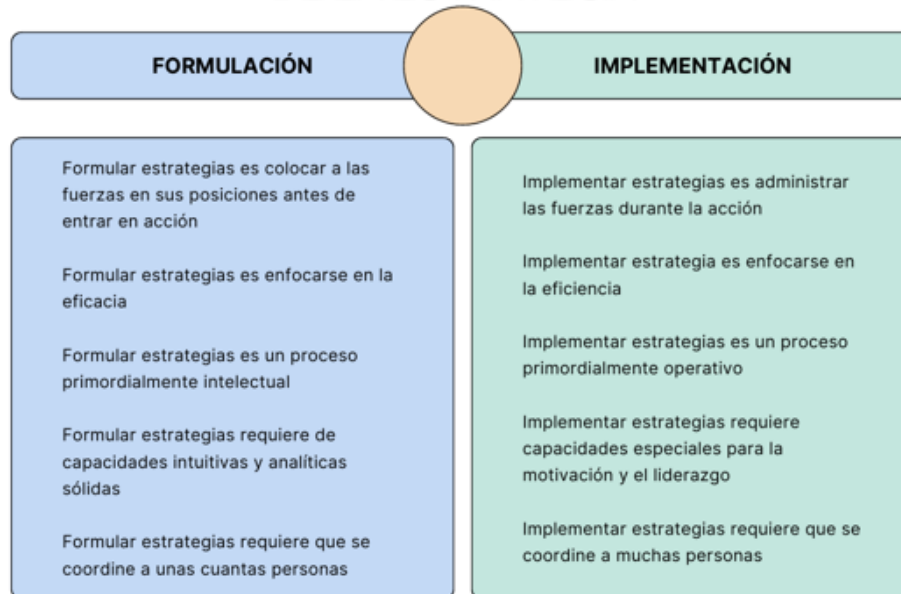 FORMULACIÓN
IMPLEMENTACIÓN
Formular estrategias es colocar a las
fuerzas en sus posiciones antes de
entrar en acción
Formular estrategias es enfocarse en la
eficacia
Formular estrategias es un proceso
primordialmente intelectual
Formular estrategias requiere de
capacidades intuitivas y analíticas
sólidas
Formular estrategias requiere que se
coordine a unas cuantas personas
Implementar estrategias es administrar
las fuerzas durante la acción
Implementar estrategia es enfocarse en
la eficiencia
Implementar estrategias es un proceso
primordialmente operativo
Implementar estrategias requiere
capacidades especiales para la
motivación y el liderazgo
Implementar estrategias requiere que se
coordine a muchas personas